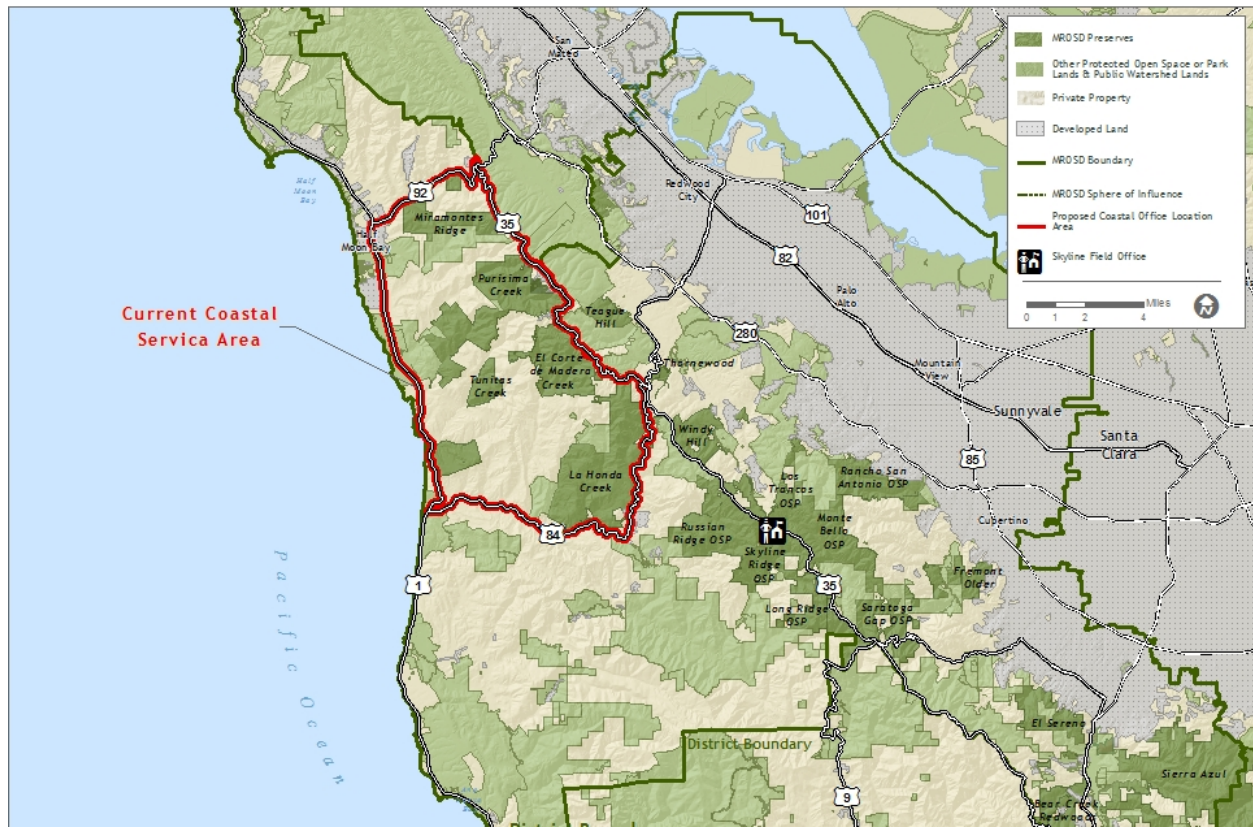 San
Mateo
MROSD Preserves
Other Protected Open Space or Park
Lands & Public Watershed Lands
Private Property
Developed Land
MROSD Boundary
MROSD Sphere of Influence
Proposed Coastal Office Location
Area
Skyline Field Office
Miles
0 1 2 4
N
Half
Moon
Bay
92
Redwood
City
101
Miramontes
Ridge
35
Half
Moon Bay
82
Purisima
Creek
Palo
Alto
Current Coastal
Servica Area
Teague
Hill
280
El Corte
de Madera
Creek
Thornewood
Mountain
View
Tunitas
Creek
Sunnyvale
Santa
Clara
Windy
Hill
85
La Honda
Creek
Los
Trancos
OSP
Rancho San
Antonio OSP
Cupertino
84
Russian
Ridge OSP
Monte
Bello
OSP
Skyline
Ridge
OSP
Fremont
Older
1
35
Long Ridge
OSP
Saratoga
Gap OSP
Pacific Ocean
El Sereno
District Boundary
Sierra Azul
9
Bear Creek
Redwoods